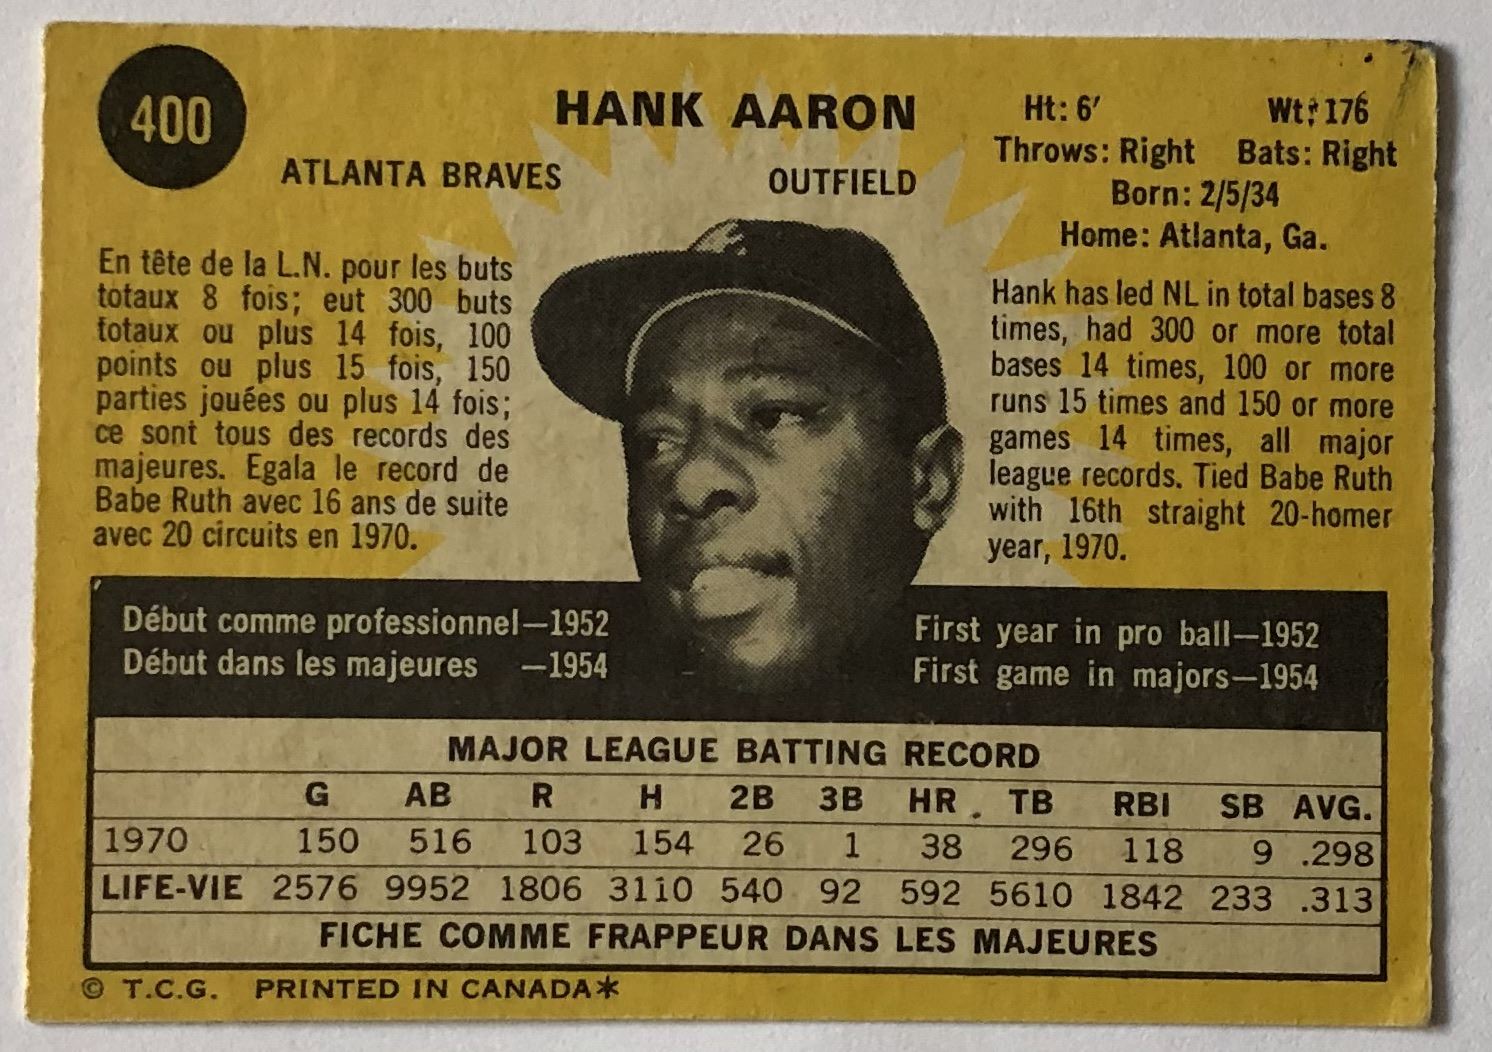 400
HANK AARON
ATLANTA BRAVES OUTFIELD
Ht: 6′ Wt: 176
Throws: Right Bats: Right
Born: 2/5/34
Home: Atlanta, Ga.
En tête de la L.N. pour les buts
totaux 8 fois; eut 300 buts
totaux ou plus 14 fois, 100
points ou plus 15 fois, 150
parties jouées ou plus 14 fois;
ce sont tous des records des
majeures. Egala le record de
Babe Ruth avec 16 ans de suite
avec 20 circuits en 1970.
Hank has led NL in total bases 8
times, had 300 or more total
bases 14 times, 100 or more
runs 15 times and 150 or more
games 14 times, all major
league records. Tied Babe Ruth
with 16th straight 20-homer
year, 1970.
Début comme professionnel—1952
Début dans les majeures —1954
First year in pro ball—1952
First game in majors—1954
MAJOR LEAGUE BATTING RECORD
G AB R H 2B 3B HR TB RBI SB AVG.
1970 150 516 103 154 26 1 38 296 118 9 .298
LIFE-VIE 2576 9952 1806 3110 540 92 592 5610 1842 233 .313
FICHE COMME FRAPPEUR DANS LES MAJEURES
© T.C.G. PRINTED IN CANADA*